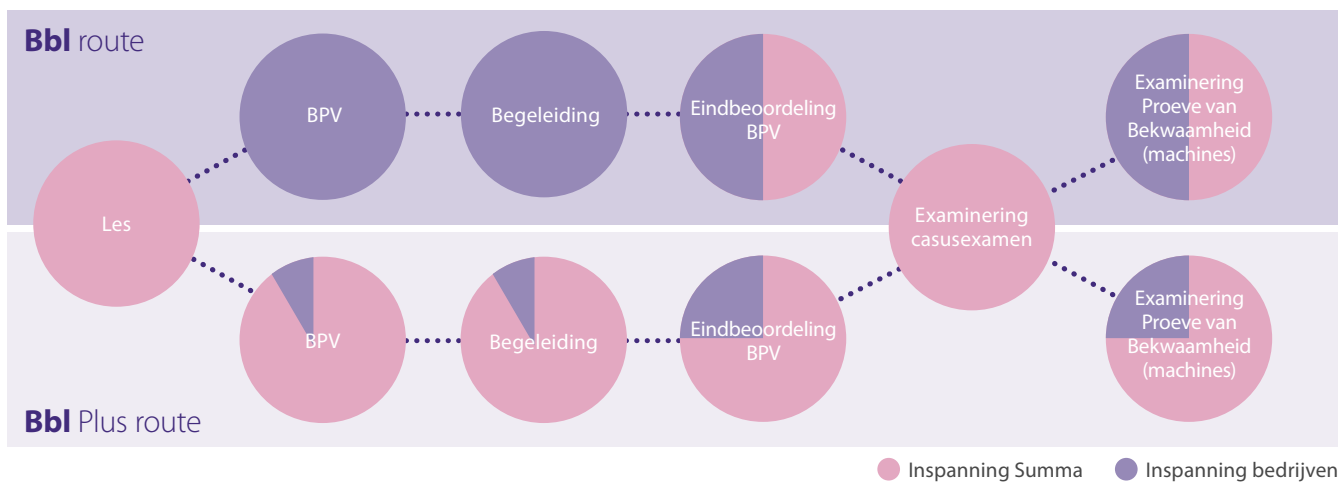 Bbl route
BPV
Begeleiding
Eindbeoordeling
BPV
Examinering
Proeve van
Bekwaamheid
(machines)
Les
Examinering
casusexamen
BPV
Begeleiding
Eindbeoordeling
BPV
Examinering
Proeve van
Bekwaamheid
(machines)
Bbl Plus route
Inspanning Summa
Inspanning bedrijven